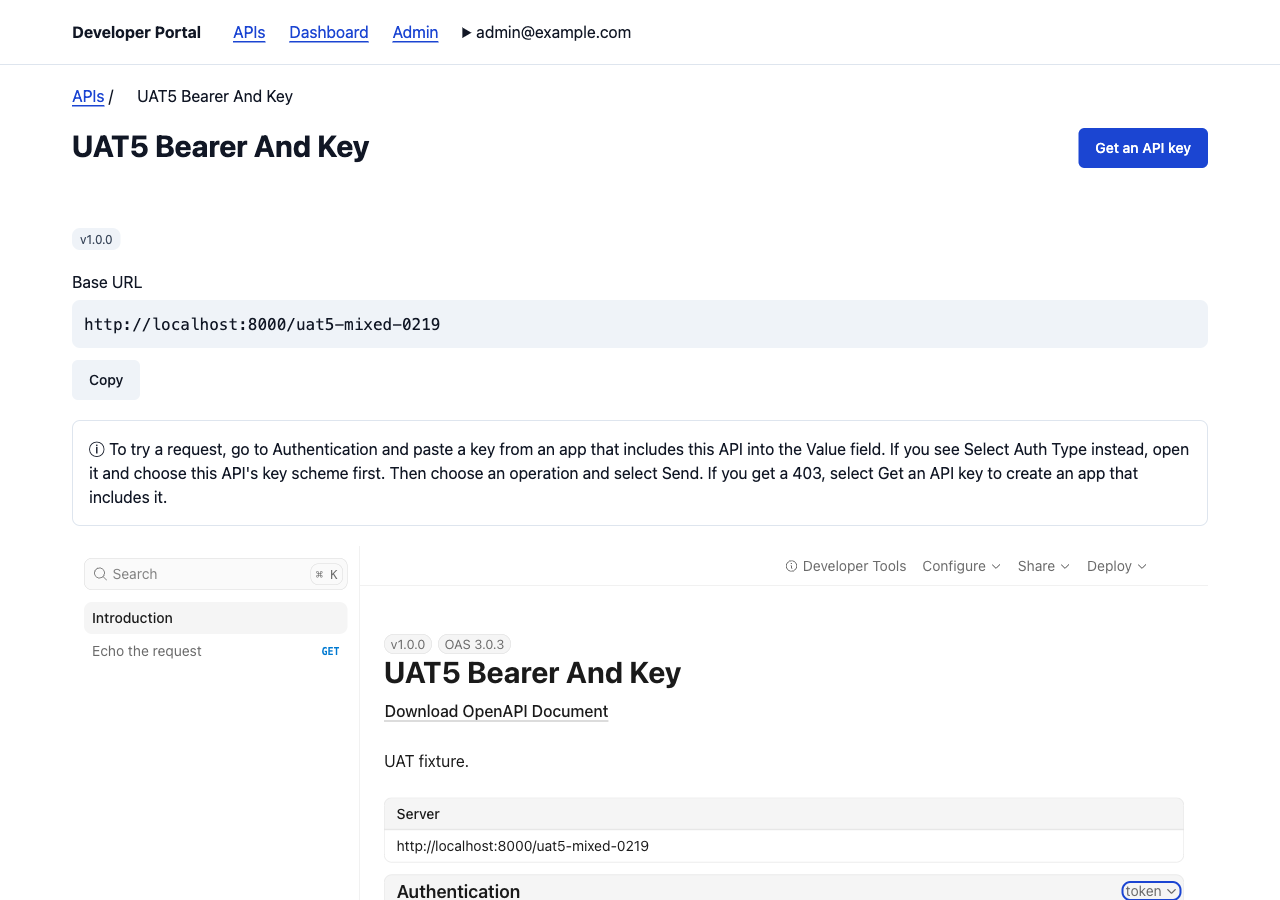 Developer Portal APIs Dashboard Admin ▶ admin@example.com
APIs / UAT5 Bearer And Key
UAT5 Bearer And Key
Get an API key
v1.0.0
Base URL
http://localhost:8000/uat5-mixed-0219
Copy
ⓘ To try a request, go to Authentication and paste a key from an app that includes this API into the Value field. If you see Select Auth Type instead, open
it and choose this API's key scheme first. Then choose an operation and select Send. If you get a 403, select Get an API key to create an app that
includes it.
Search ⌘ K
Introduction
Echo the request GET
Developer Tools Configure Share Deploy
v1.0.0 OAS 3.0.3
UAT5 Bearer And Key
Download OpenAPI Document
UAT fixture.
Server
http://localhost:8000/uat5-mixed-0219
Authentication token